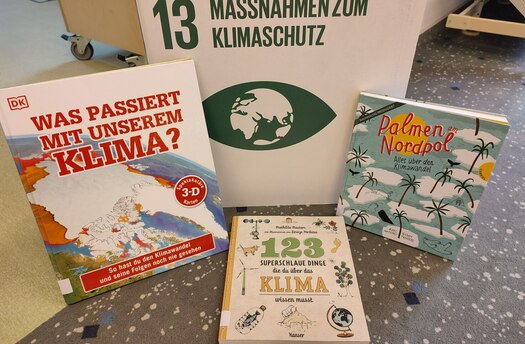 13 MASSNAHMEN ZUM
KLIMASCHUTZ
DK
WAS PASSIERT
MIT UNSEREM
KLIMA?
Spektakuläre
3-D
Karten
So hast du den Klimawandel
und seine Folgen noch nie gesehen
123
SUPERSCHLAUE DINGE
die du über das
KLIMA
wissen musst
Hanser
Palmen am
Nordpol
Alles über den
Klimawandel